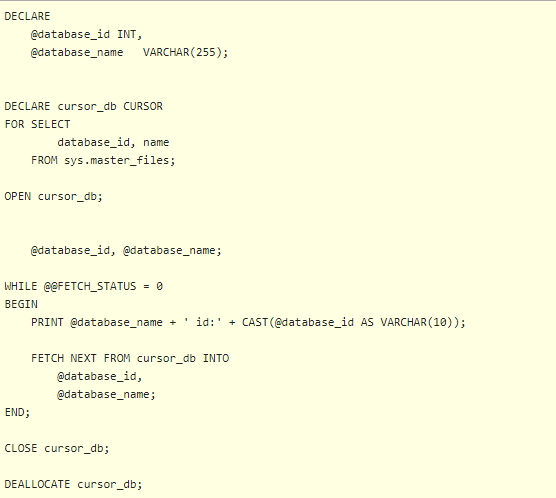 DECLARE
@database_id INT,
@database_name   VARCHAR(255);
DECLARE cursor_db CURSOR
FOR SELECT
database_id, name
FROM sys.master_files;
OPEN cursor_db;
@database_id, @database_name;
WHILE @@FETCH_STATUS = 0
BEGIN
PRINT @database_name + ' id:' + CAST(@database_id AS VARCHAR(10));
FETCH NEXT FROM cursor_db INTO
@database_id,
@database_name;
END;
CLOSE cursor_db;
DEALLOCATE cursor_db;